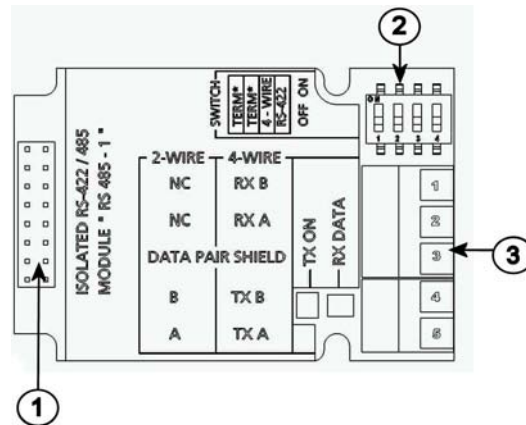 2
SWITCH
TERM*
TERM*
4 - WIRE
RS-422
OFF ON
ON
1 2 3 4
ISOLATED RS-422 / 485
MODULE " RS 485 - 1 "
2-WIRE 4-WIRE
NC RX B
NC RX A
DATA PAIR SHIELD
B TX B
A TX A
TX ON
RX DATA
1
2
3
4
5
3
1